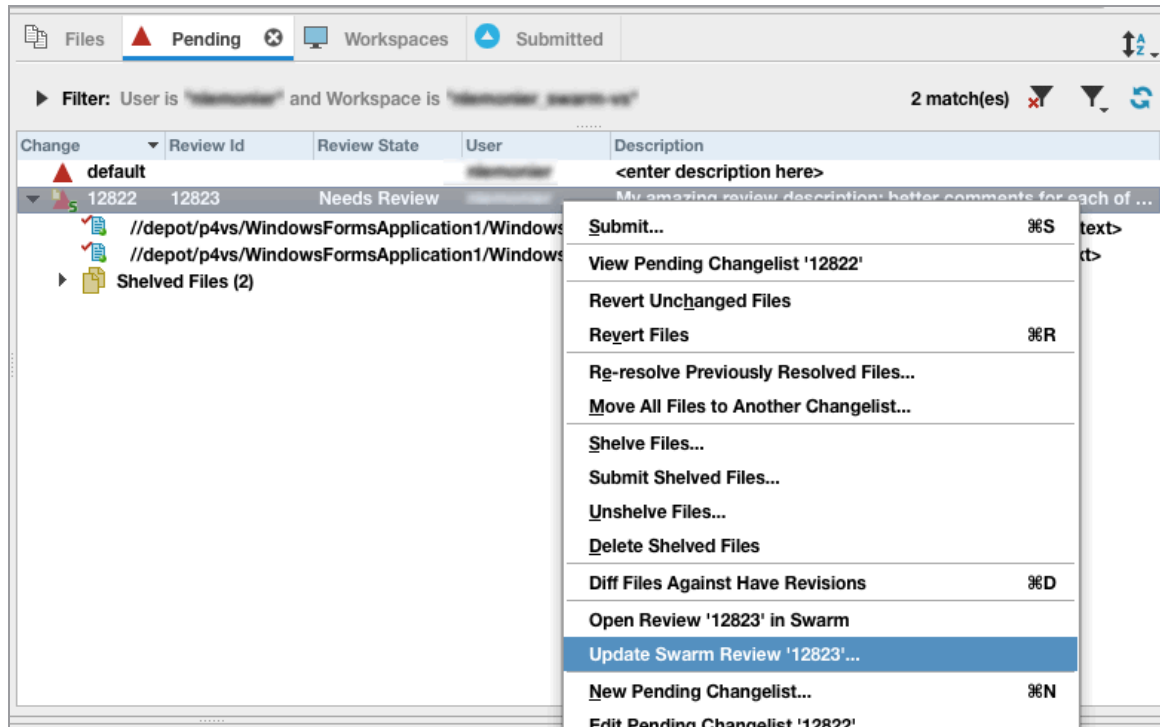 Files Pending Workspaces Submitted
Filter: User is and Workspace is 2 match(es)
Change Review Id Review State User Description
default <enter description here>
12822 12823 Needs Review My amazing review description: better comments for each of ...
//depot/p4vs/WindowsFormsApplication1/Windows text>
//depot/p4vs/WindowsFormsApplication1/Windows xt>
Shelved Files (2)
Submit... ⌘S
View Pending Changelist '12822'
Revert Unchanged Files
Revert Files ⌘R
Re-resolve Previously Resolved Files...
Move All Files to Another Changelist...
Shelve Files...
Submit Shelved Files...
Unshelve Files...
Delete Shelved Files
Diff Files Against Have Revisions ⌘D
Open Review '12823' in Swarm
Update Swarm Review '12823'...
New Pending Changelist... ⌘N
Edit Pending Changelist '12822'